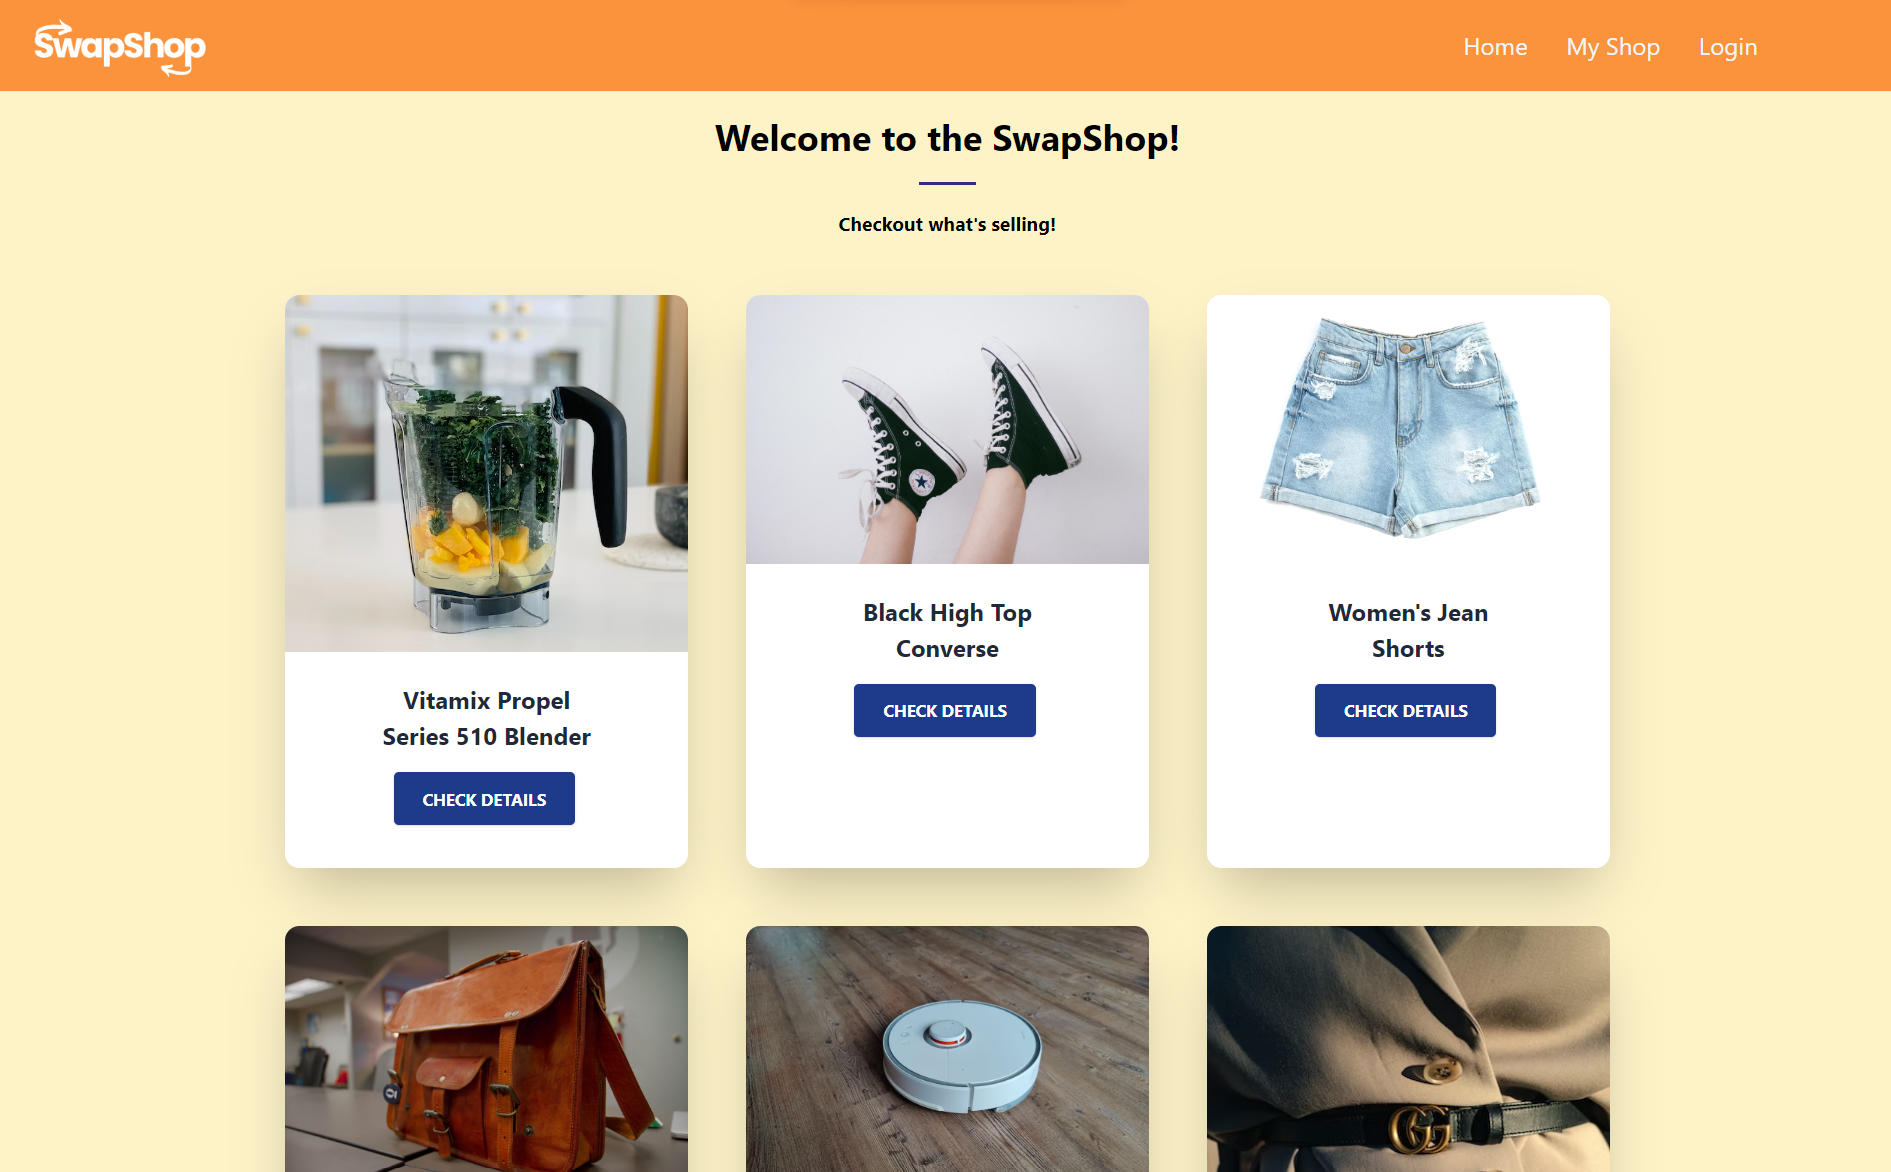 SwapShop
Home
My Shop
Login
Welcome to the SwapShop!
Checkout what's selling!
Vitamix Propel
Series 510 Blender
CHECK DETAILS
Black High Top
Converse
CHECK DETAILS
Women's Jean
Shorts
CHECK DETAILS